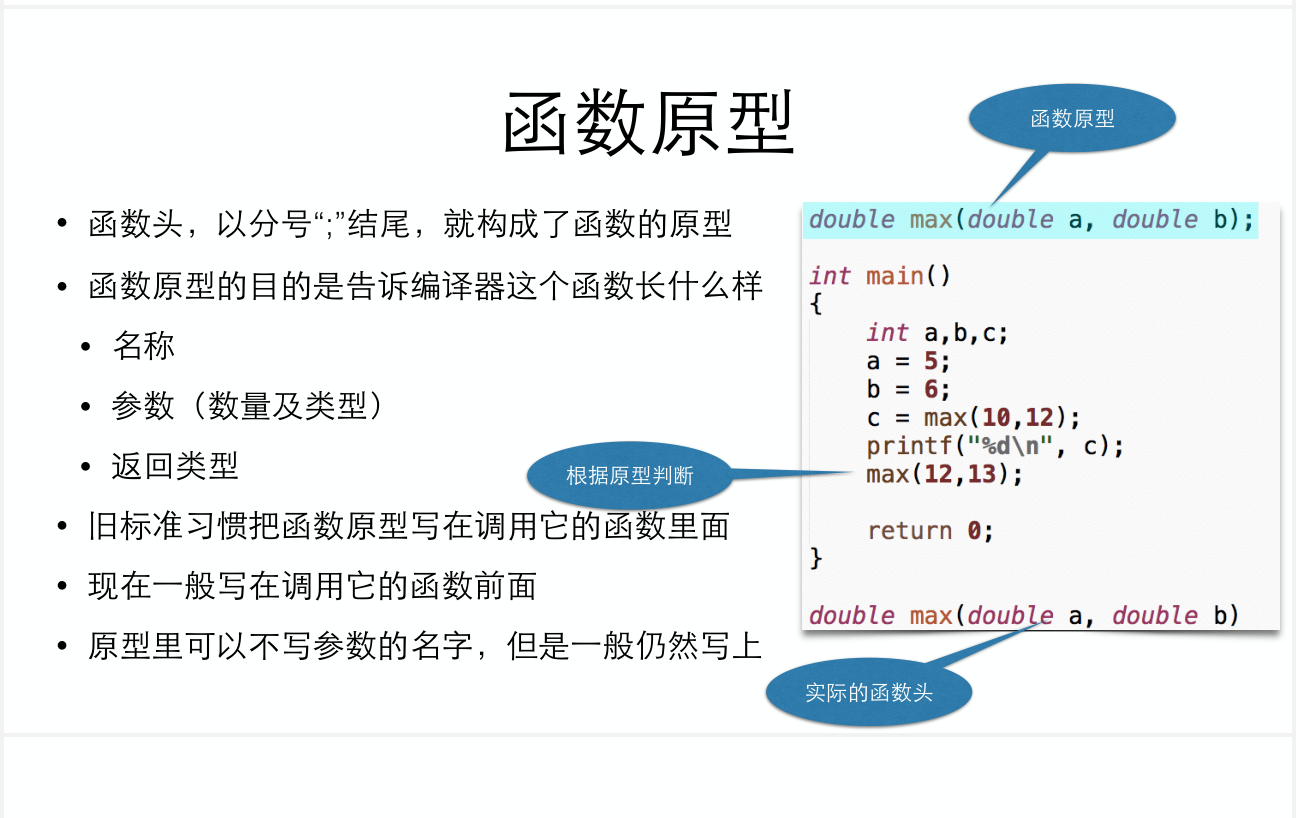 函数原型
函数头，以分号“;”结尾，就构成了函数的原型
函数原型的目的是告诉编译器这个函数长什么样
名称
参数（数量及类型）
返回类型
旧标准习惯把函数原型写在调用它的函数里面
现在一般写在调用它的函数前面
原型里可以不写参数的名字，但是一般仍然写上
函数原型
double max(double a, double b);
int main()
{
int a,b,c;
a = 5;
b = 6;
c = max(10,12);
printf("%d\n", c);
max(12,13);
return 0;
}
double max(double a, double b)
根据原型判断
实际的函数头